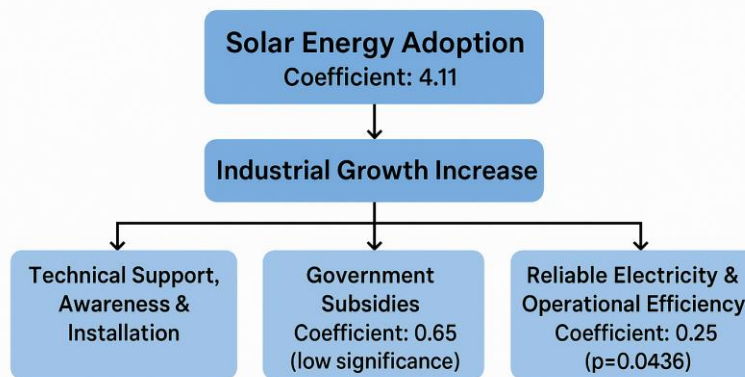 Solar Energy Adoption
Coefficient: 4.11
Industrial Growth Increase
Technical Support,
Awareness &
Installation
Government
Subsidies
Coefficient: 0.65
(low significance)
Reliable Electricity &
Operational Efficiency
Coefficient: 0.25
(p=0.0436)